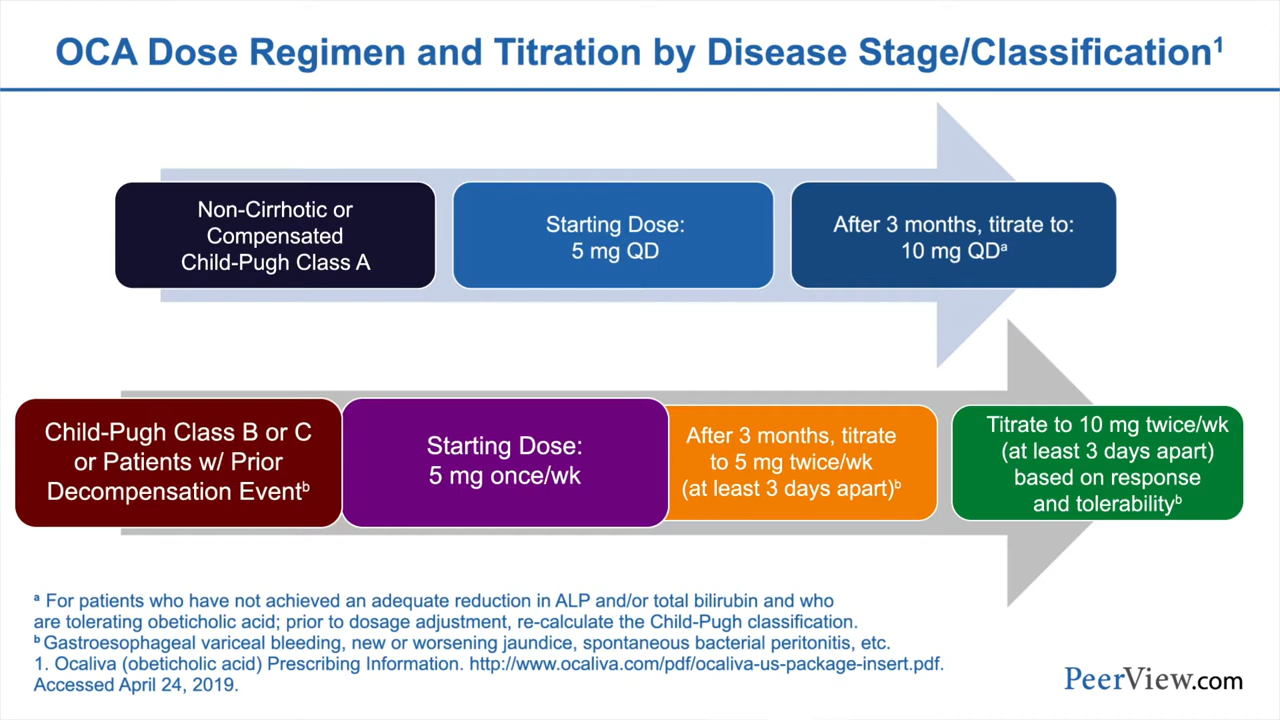 OCA Dose Regimen and Titration by Disease Stage/Classification¹
Non-Cirrhotic or
Compensated
Child-Pugh Class A
Starting Dose:
5 mg QD
After 3 months, titrate to:
10 mg QDᵃ
Child-Pugh Class B or C
or Patients w/ Prior
Decompensation Eventᵇ
Starting Dose:
5 mg once/wk
After 3 months, titrate
to 5 mg twice/wk
(at least 3 days apart)ᵇ
Titrate to 10 mg twice/wk
(at least 3 days apart)
based on response
and tolerabilityᵇ
ᵃ For patients who have not achieved an adequate reduction in ALP and/or total bilirubin and who
are tolerating obeticholic acid; prior to dosage adjustment, re-calculate the Child-Pugh classification.
ᵇ Gastroesophageal variceal bleeding, new or worsening jaundice, spontaneous bacterial peritonitis, etc.
1. Ocaliva (obeticholic acid) Prescribing Information. http://www.ocaliva.com/pdf/ocaliva-us-package-insert.pdf.
Accessed April 24, 2019.
PeerView.com